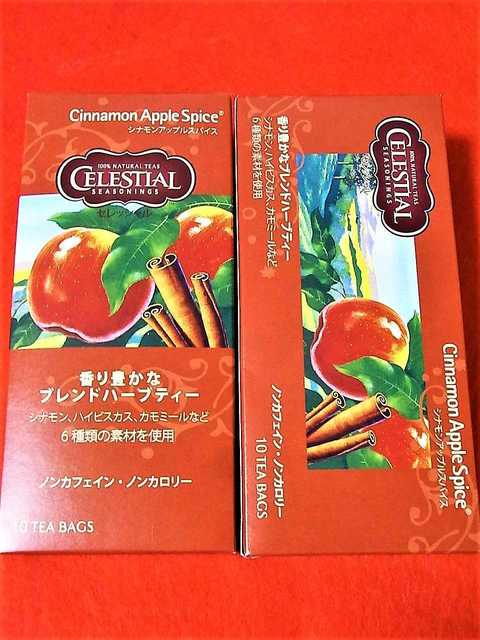 Cinnamon Apple Spice®
シナモンアップルスパイス
100% NATURAL TEAS
CELESTIAL
SEASONINGS
セレッシャル
香り豊かな
ブレンドハーブティー
シナモン、ハイビスカス、カモミールなど
6種類の素材を使用
ノンカフェイン・ノンカロリー
10 TEA BAGS
100% NATURAL TEAS
CELESTIAL
SEASONINGS
香り豊かなブレンドハーブティー
シナモン、ハイビスカス、カモミールなど
6種類の素材を使用
Cinnamon Apple Spice®
シナモンアップルスパイス
ノンカフェイン・ノンカロリー
10 TEA BAGS